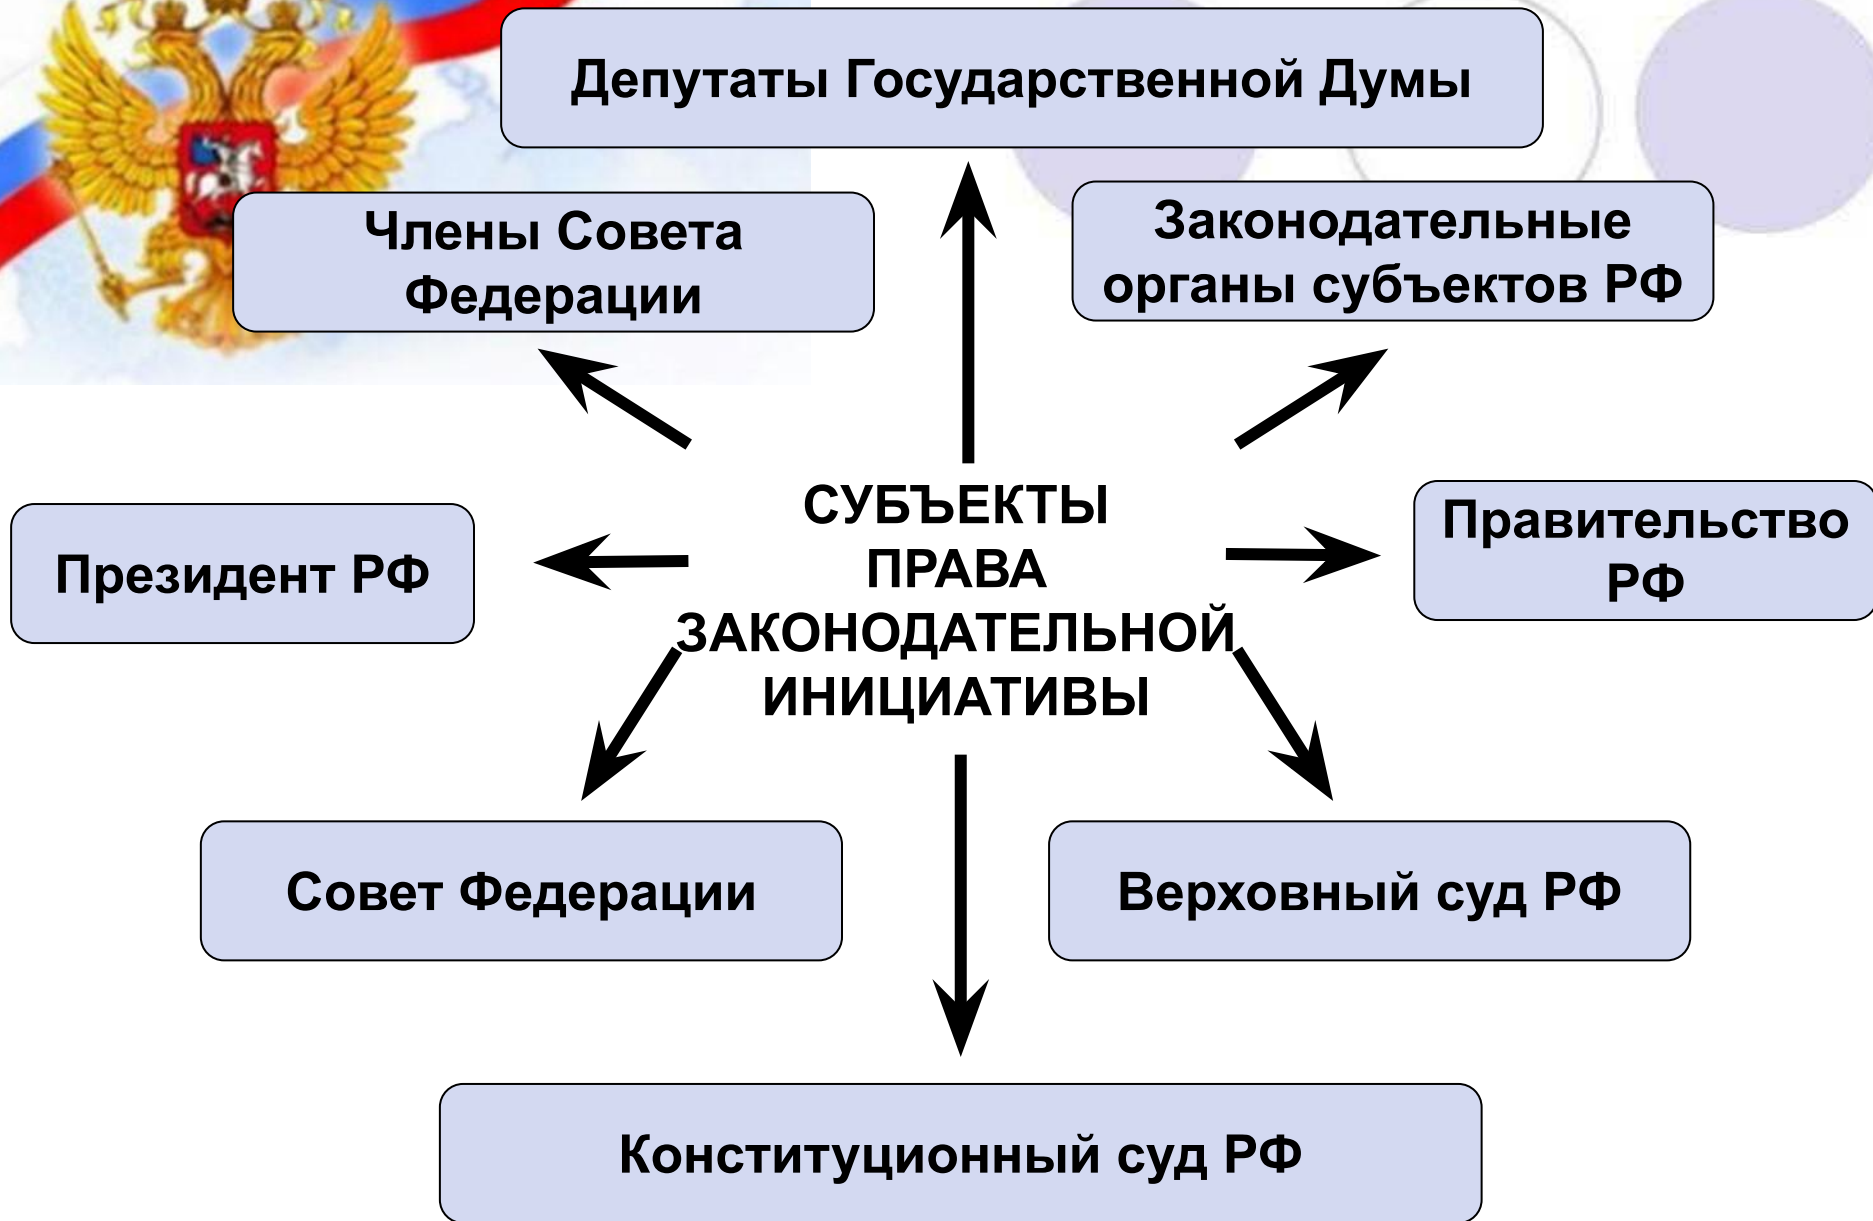 Депутаты Государственной Думы
Члены Совета
Федерации
Законодательные
органы субъектов РФ
СУБЪЕКТЫ
ПРАВА
ЗАКОНОДАТЕЛЬНОЙ
ИНИЦИАТИВЫ
Президент РФ
Правительство
РФ
Совет Федерации
Верховный суд РФ
Конституционный суд РФ